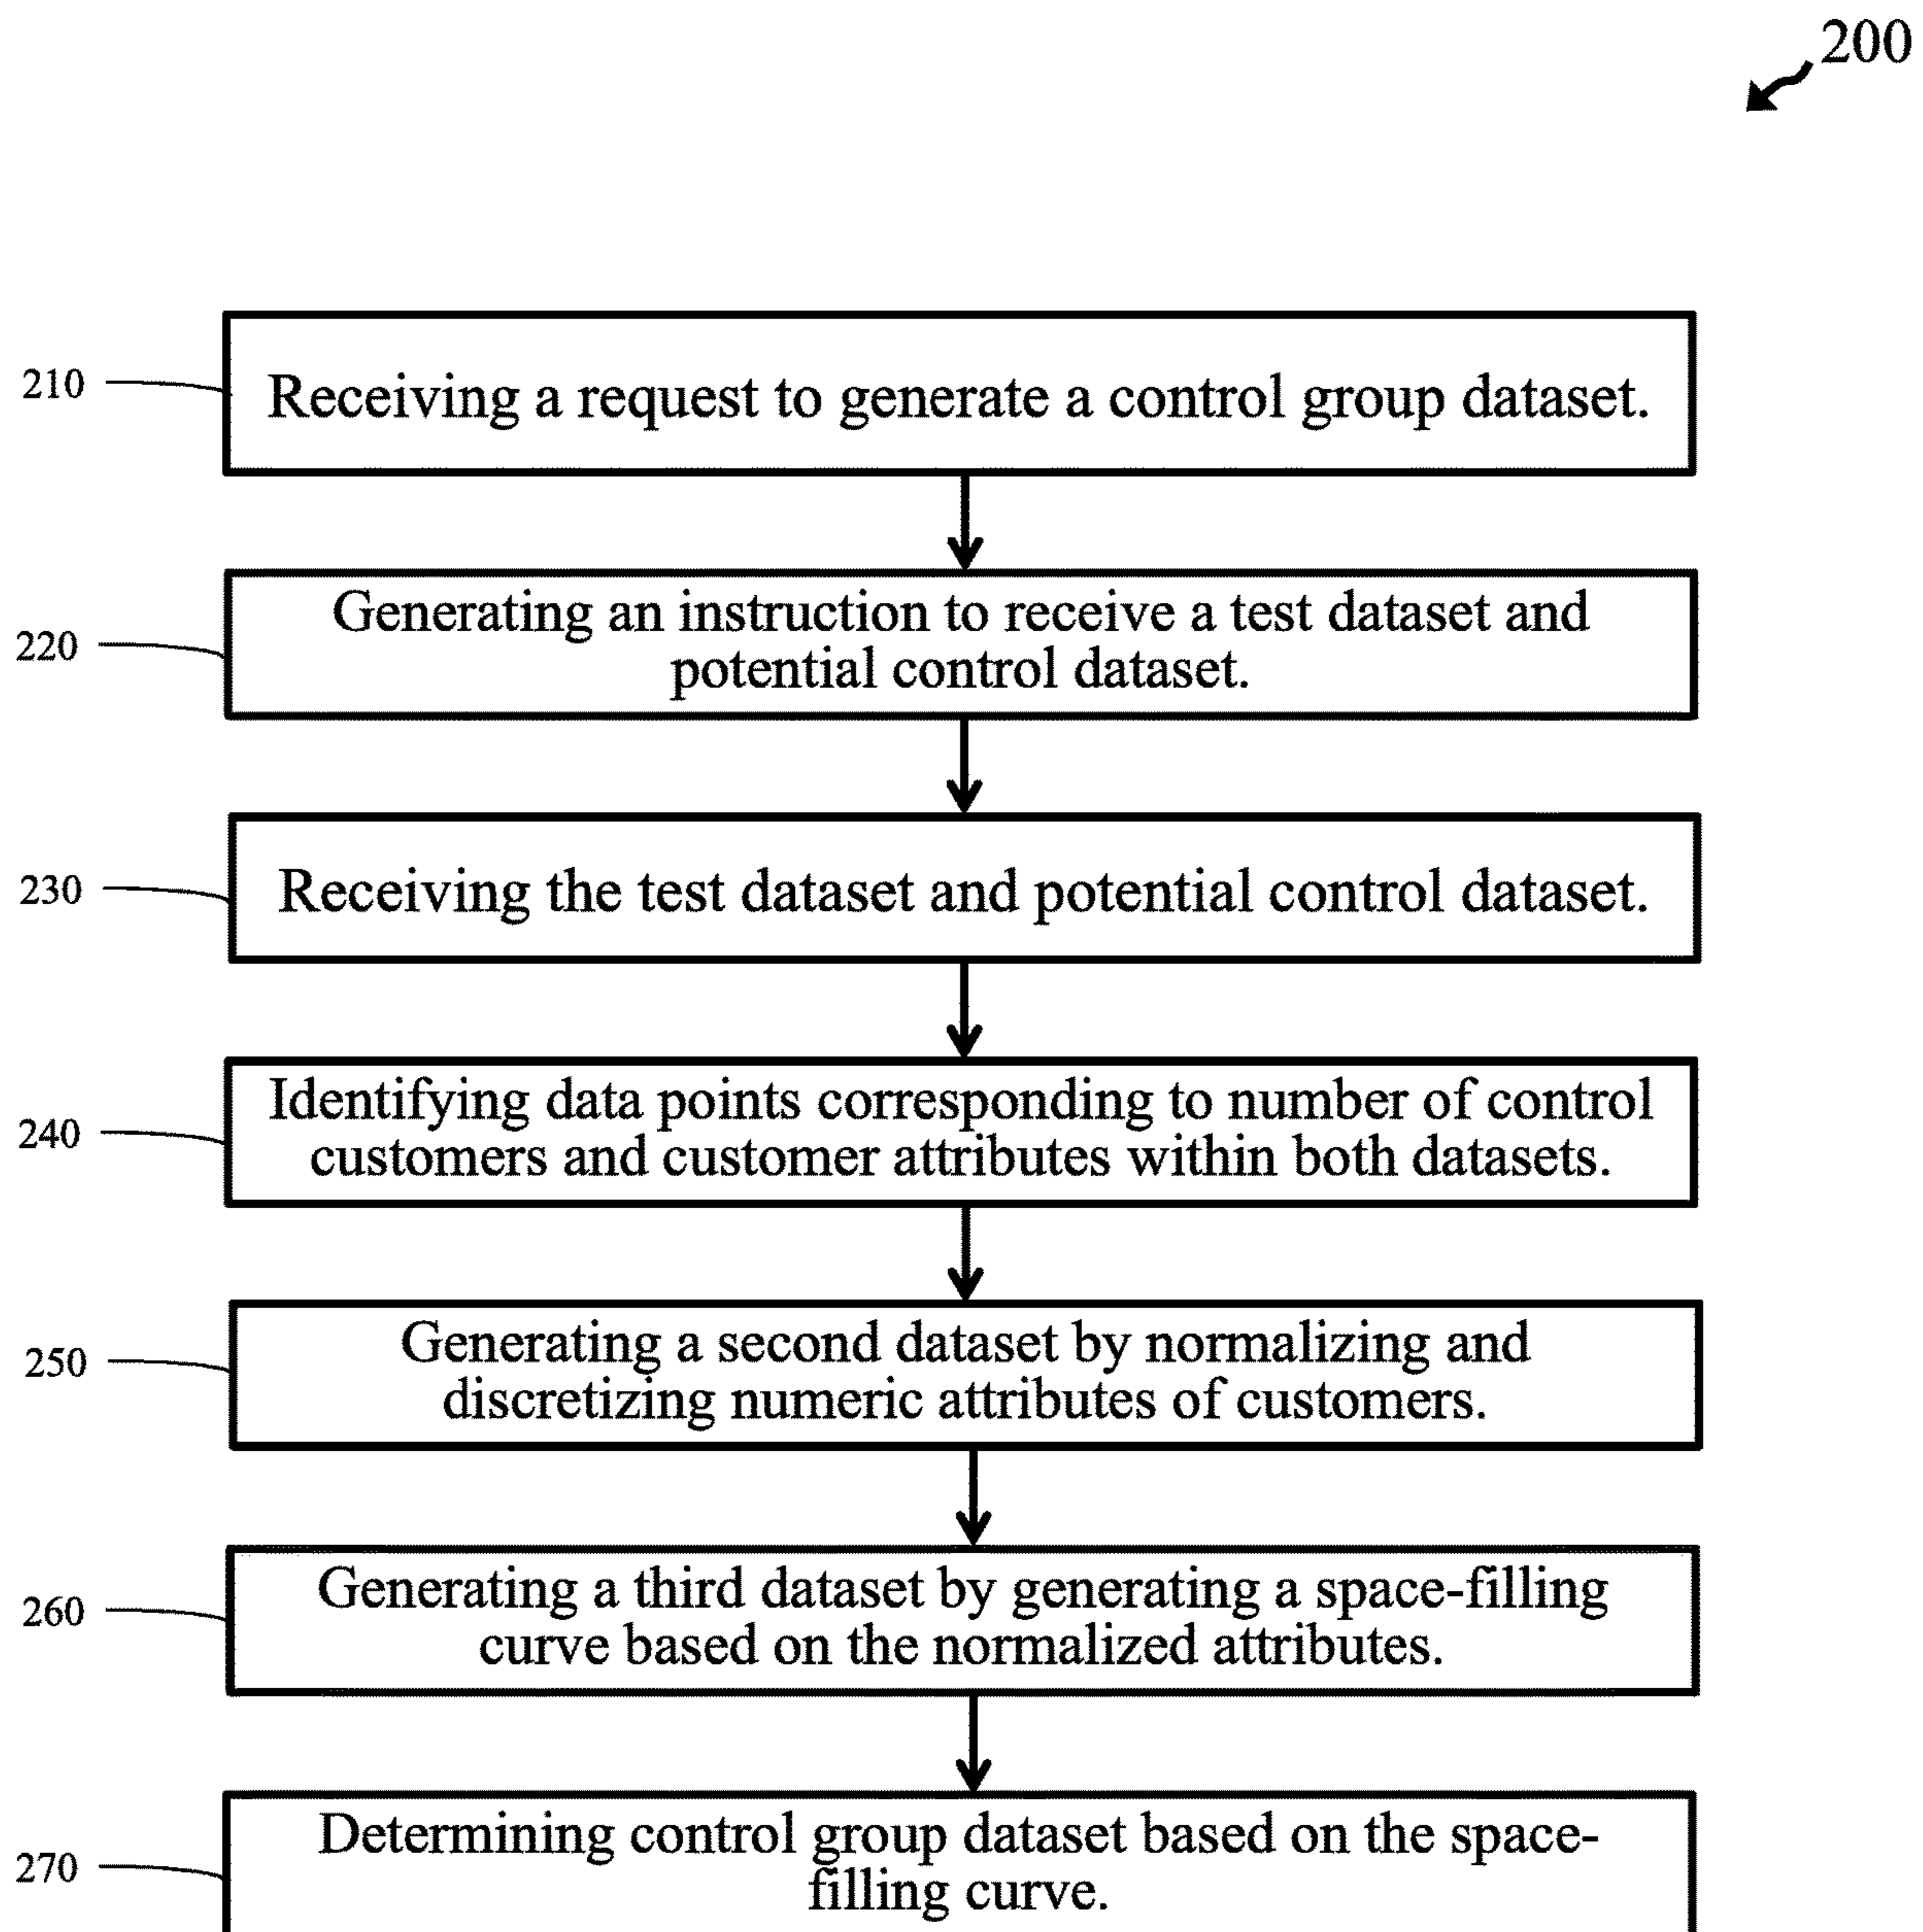 200
210
Receiving a request to generate a control group dataset.
220
Generating an instruction to receive a test dataset and
potential control dataset.
230
Receiving the test dataset and potential control dataset.
240
Identifying data points corresponding to number of control
customers and customer attributes within both datasets.
250
Generating a second dataset by normalizing and
discretizing numeric attributes of customers.
260
Generating a third dataset by generating a space-filling
curve based on the normalized attributes.
270
Determining control group dataset based on the space-
filling curve.